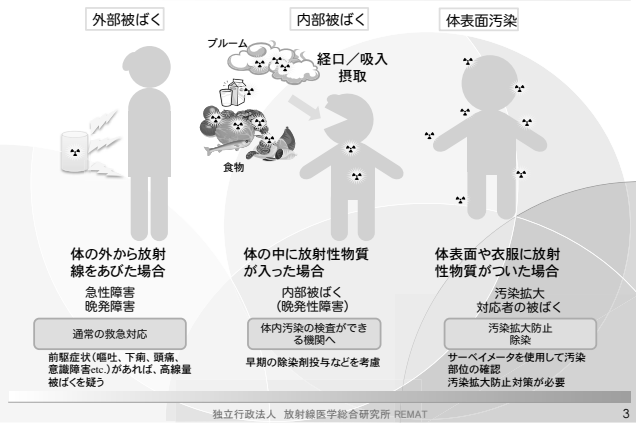 外部被ばく
内部被ばく
体表面汚染
プルーム
経口／吸入
摂取
食物
体の外から放射
線をあびた場合
急性障害
晩発障害
通常の救急対応
前駆症状（嘔吐、下痢、頭痛、
意識障害etc.）があれば、高線量
被ばくを疑う
体の中に放射性物質
が入った場合
内部被ばく
（晩発性障害）
体内汚染の検査ができ
る機関へ
早期の除染剤投与などを考慮
体表面や衣服に放射
性物質がついた場合
汚染拡大
対応者の被ばく
汚染拡大防止
除染
サーベイメータを使用して汚染
部位の確認
汚染拡大防止対策が必要
独立行政法人 放射線医学総合研究所 REMAT
3